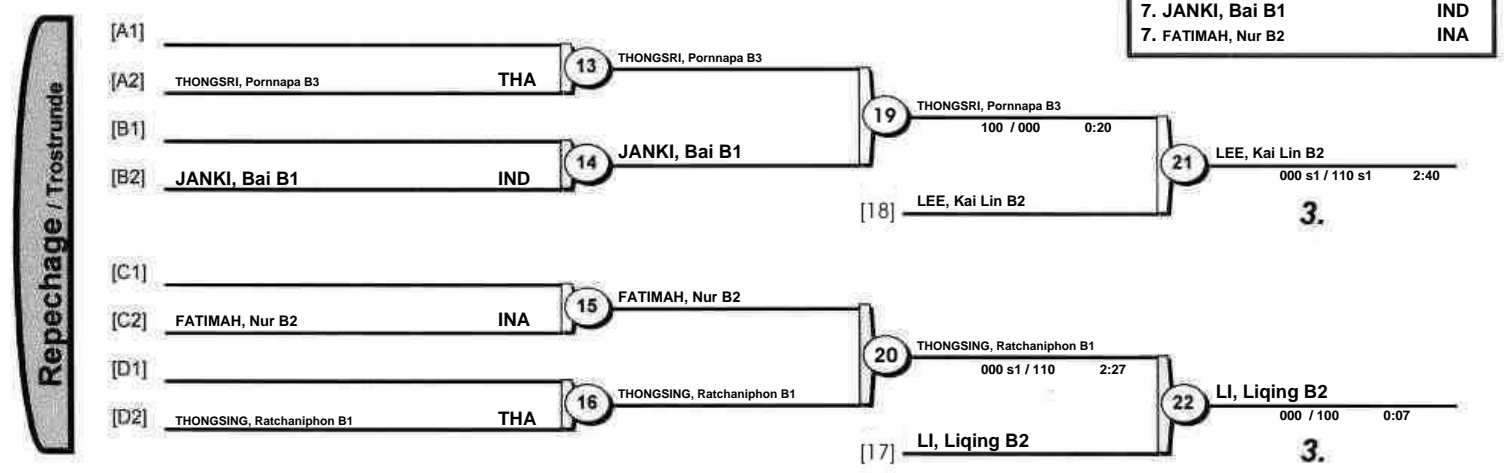 7. JANKI, Bai B1 IND
7. FATIMAH, Nur B2 INA
Repechage / Trostrunde
[A1]
[A2] THONGSRI, Pornnapa B3 THA
13
THONGSRI, Pornnapa B3
[B1]
[B2] JANKI, Bai B1 IND
14
JANKI, Bai B1
19
THONGSRI, Pornnapa B3
100 / 000 0:20
[18] LEE, Kai Lin B2
21
LEE, Kai Lin B2
000 s1 / 110 s1 2:40
3.
[C1]
[C2] FATIMAH, Nur B2 INA
15
FATIMAH, Nur B2
[D1]
[D2] THONGSING, Ratchaniphon B1 THA
16
THONGSING, Ratchaniphon B1
20
THONGSING, Ratchaniphon B1
000 s1 / 110 2:27
[17] LI, Liqing B2
22
LI, Liqing B2
000 / 100 0:07
3.